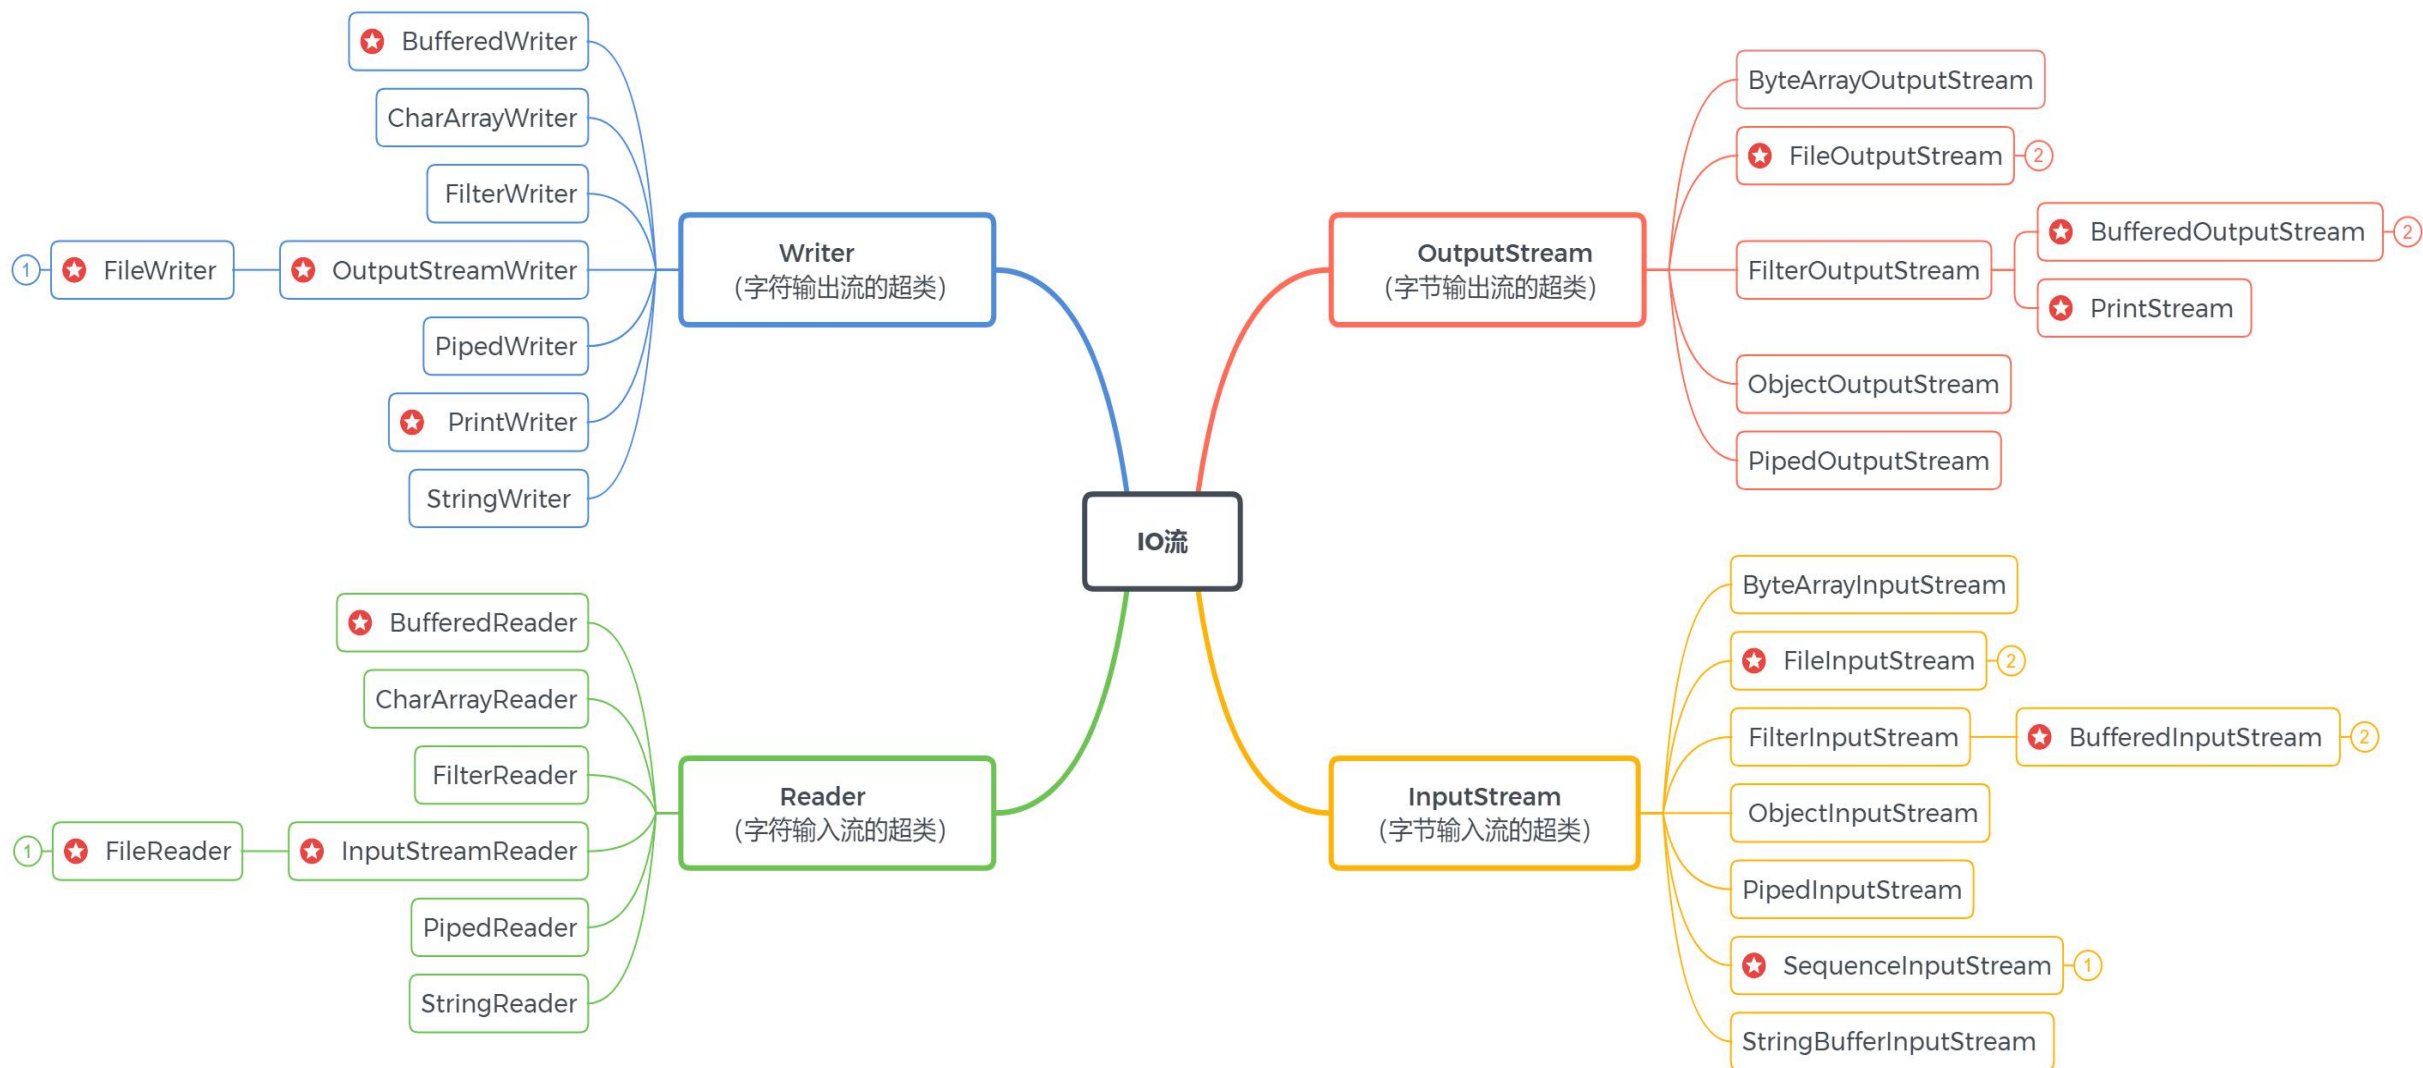 IO流
Writer
(字符输出流的超类)
BufferedWriter
CharArrayWriter
FilterWriter
OutputStreamWriter
FileWriter
1
PipedWriter
PrintWriter
StringWriter
Reader
(字符输入流的超类)
BufferedReader
CharArrayReader
FilterReader
InputStreamReader
FileReader
1
PipedReader
StringReader
OutputStream
(字节输出流的超类)
ByteArrayOutputStream
FileOutputStream
2
FilterOutputStream
BufferedOutputStream
2
PrintStream
ObjectOutputStream
PipedOutputStream
InputStream
(字节输入流的超类)
ByteArrayInputStream
FileInputStream
2
FilterInputStream
BufferedInputStream
2
ObjectInputStream
PipedInputStream
SequenceInputStream
1
StringBufferInputStream